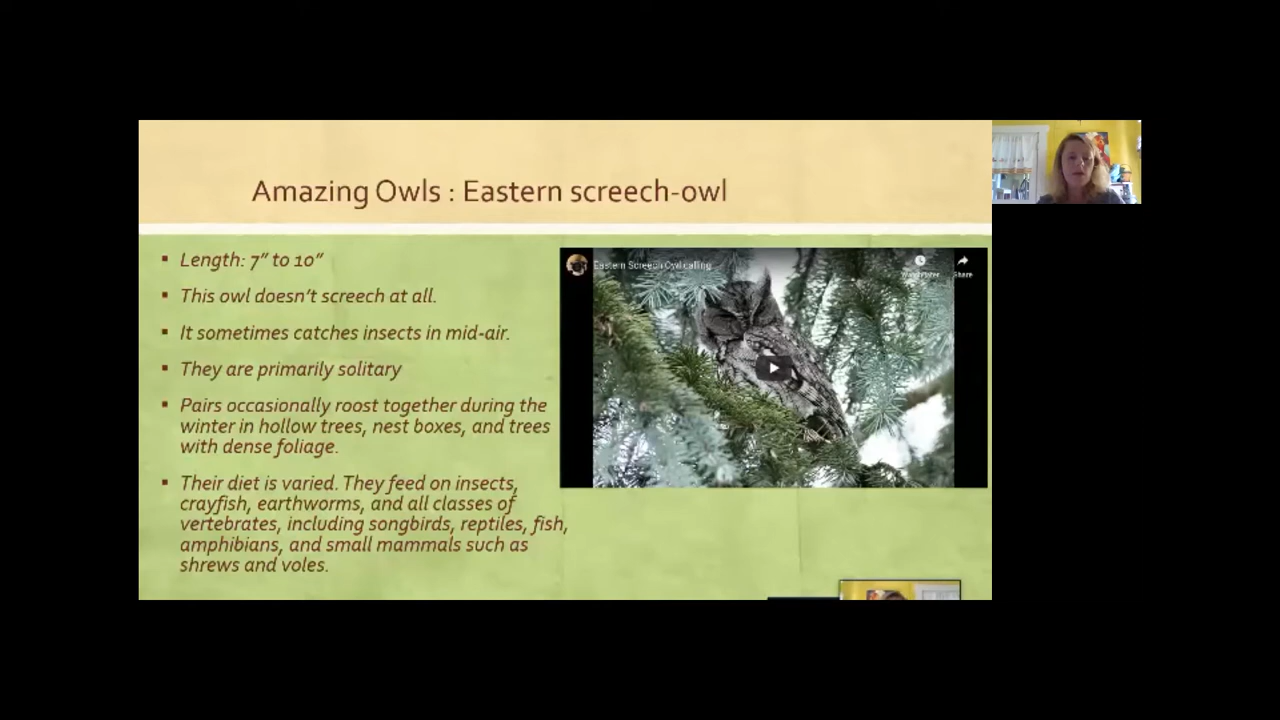 Amazing Owls : Eastern screech-owl
▪ Length: 7” to 10”
▪ This owl doesn’t screech at all.
▪ It sometimes catches insects in mid-air.
▪ They are primarily solitary
▪ Pairs occasionally roost together during the
winter in hollow trees, nest boxes, and trees
with dense foliage.
▪ Their diet is varied. They feed on insects,
crayfish, earthworms, and all classes of
vertebrates, including songbirds, reptiles, fish,
amphibians, and small mammals such as
shrews and voles.
Eastern Screech Owl calling
Watch later
Share